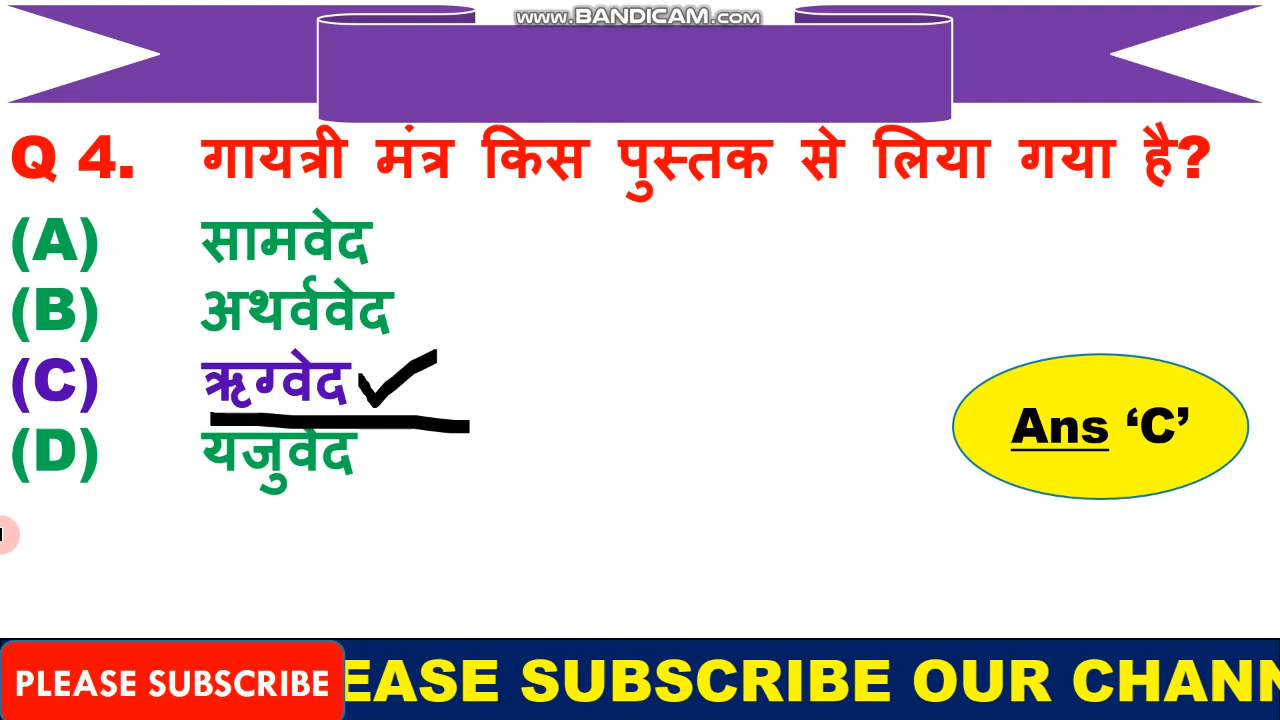 www.BANDICAM.com
Q 4. गायत्री मंत्र किस पुस्तक से लिया गया है?
(A) सामवेद
(B) अथर्ववेद
(C) ऋग्वेद
(D) यजुवेद
Ans ‘C’
PLEASE SUBSCRIBE
EASE SUBSCRIBE OUR CHANN